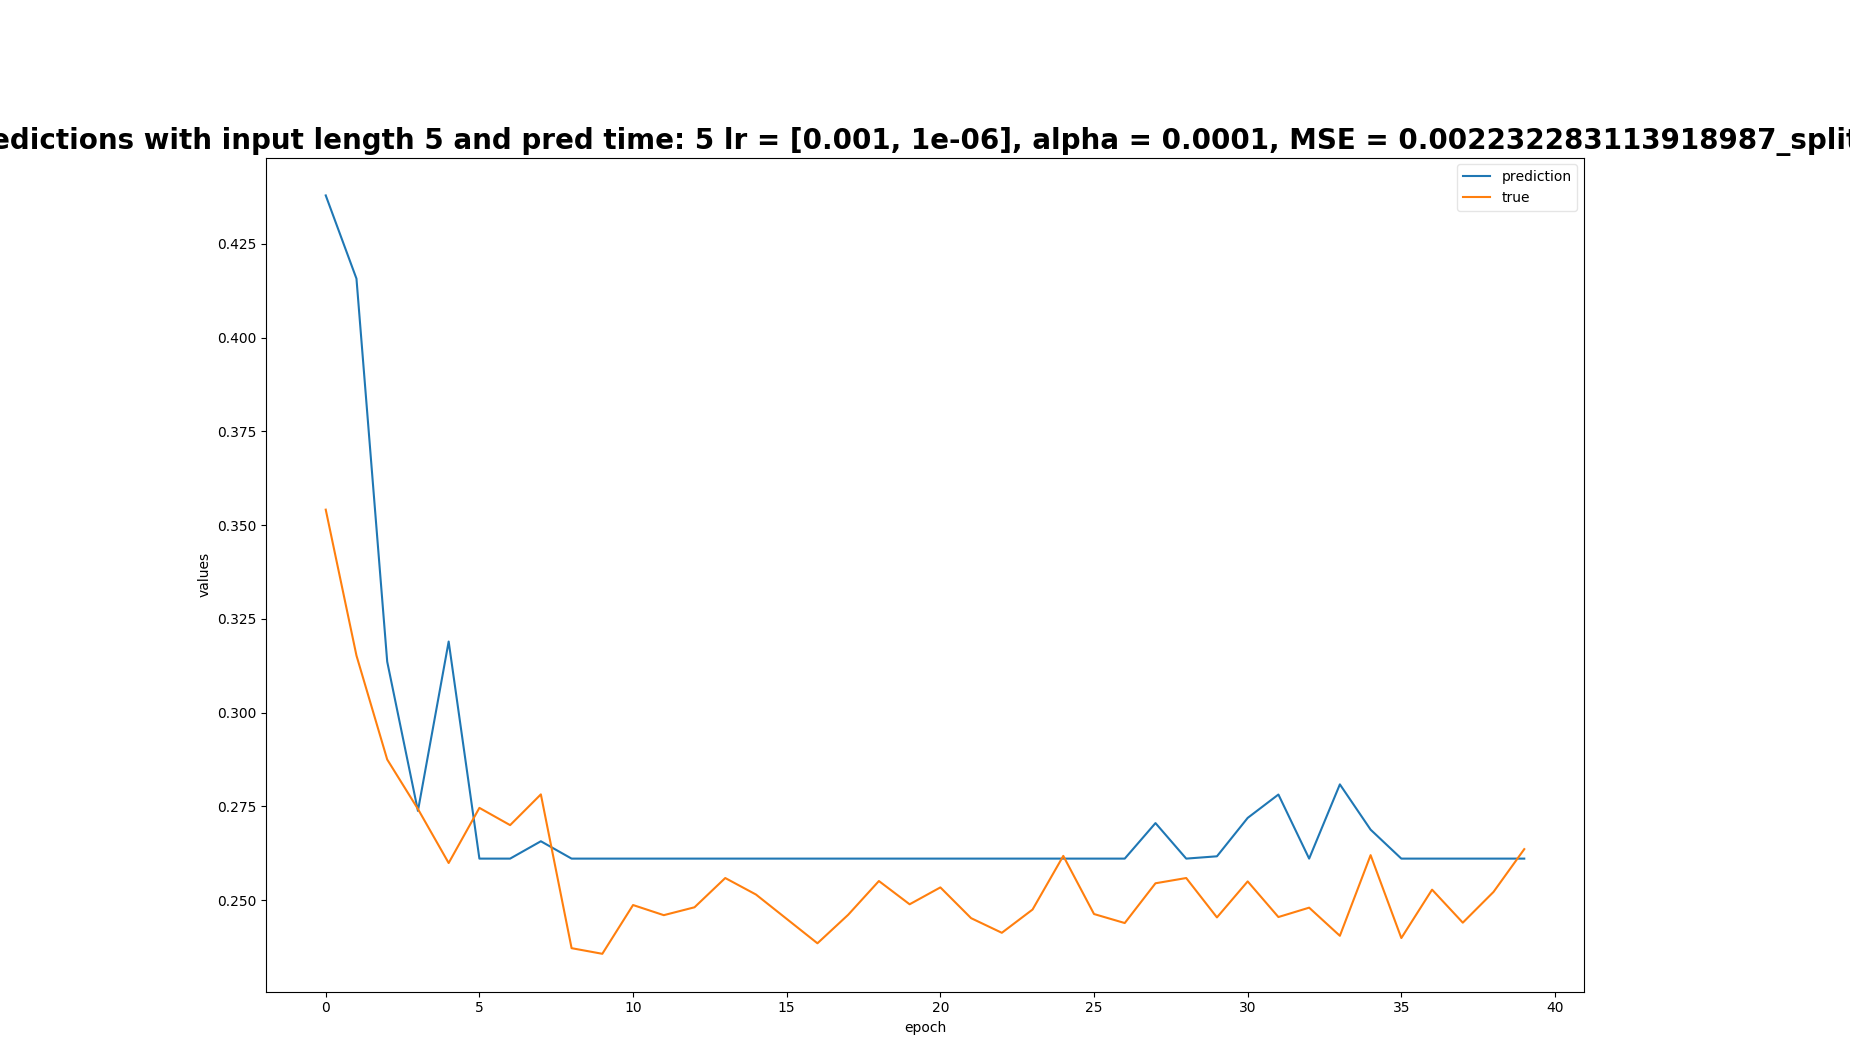 edictions with input length 5 and pred time: 5 lr = [0.001, 1e-06], alpha = 0.0001, MSE = 0.002232283113918987_split
prediction
true
0.425
0.400
0.375
0.350
0.325
0.300
0.275
0.250
values
0 5 10 15 20 25 30 35 40
epoch